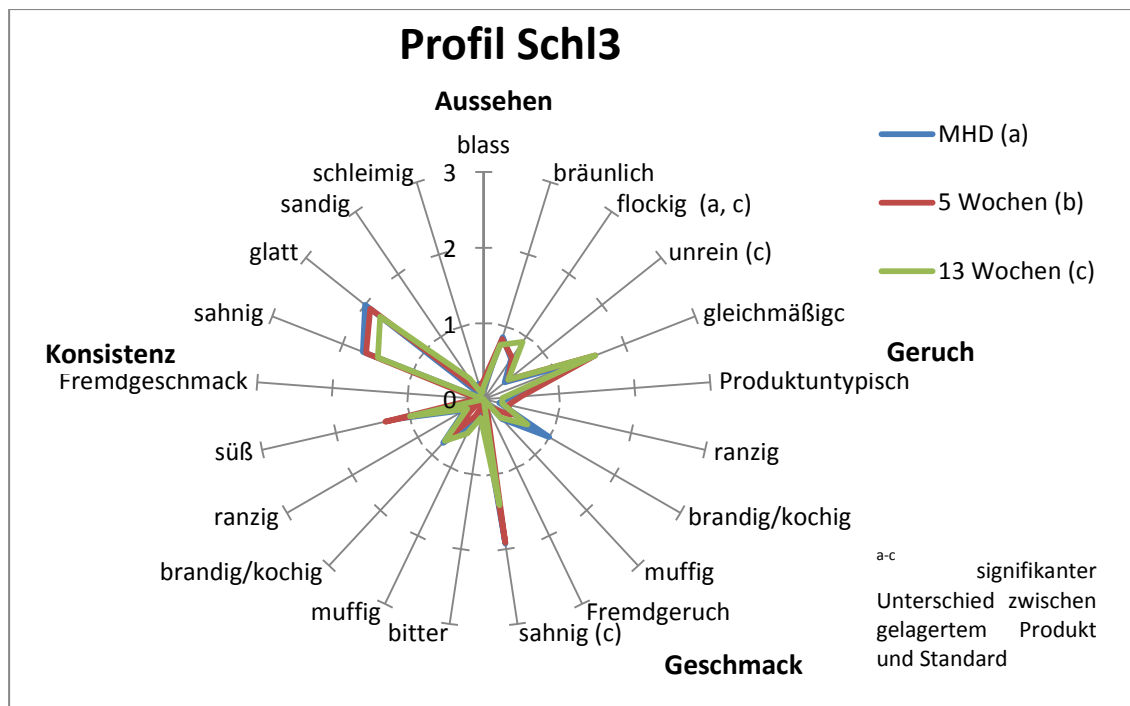 Profil Schl3
Aussehen
blass
bräunlich
flockig (a, c)
unrein (c)
gleichmäßigc
Geruch
Produktuntypisch
ranzig
brandig/kochig
muffig
Fremdgeruch
sahnig (c)
Geschmack
bitter
muffig
brandig/kochig
ranzig
süß
Fremdgeschmack
Konsistenz
sahnig
glatt
sandig
schleimig
3
2
1
0
MHD (a)
5 Wochen (b)
13 Wochen (c)
a-c signifikanter
Unterschied zwischen
gelagertem Produkt
und Standard